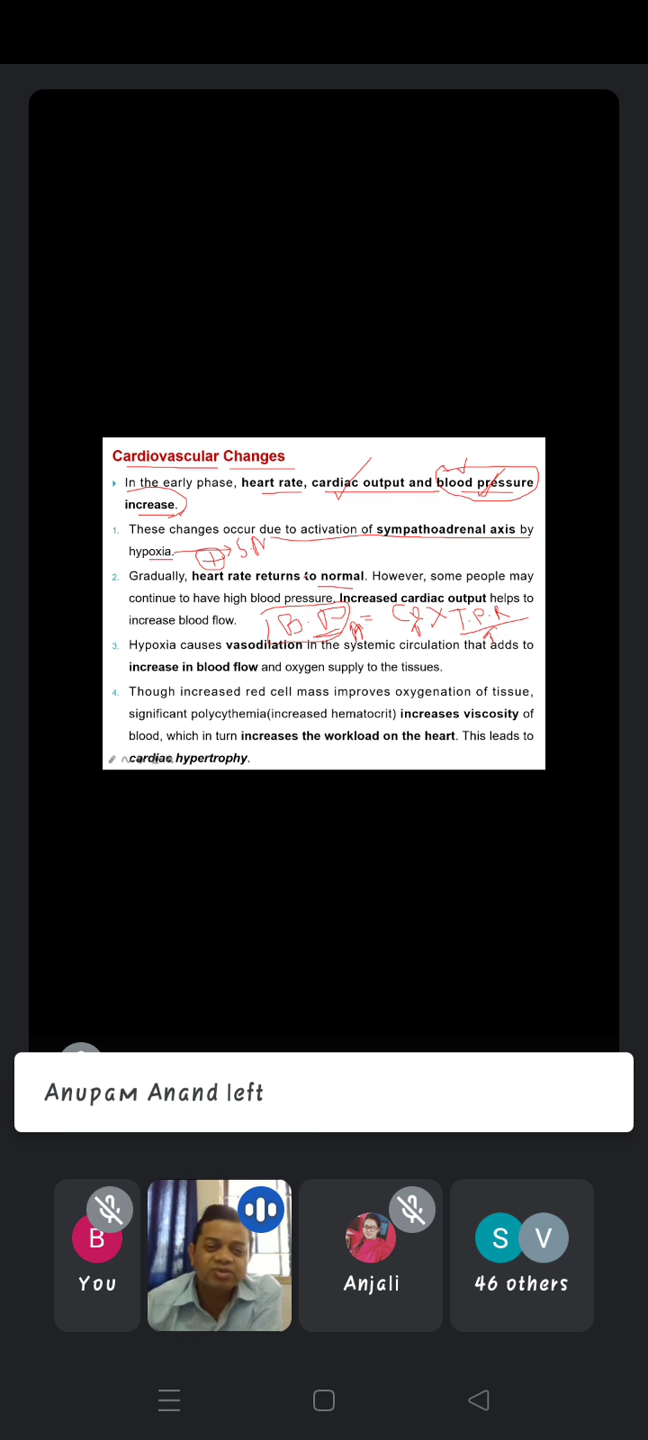 Cardiovascular Changes
In the early phase, heart rate, cardiac output and blood pressure
increase.
1. These changes occur due to activation of sympathoadrenal axis by
hypoxia.
+ SN
2. Gradually, heart rate returns to normal. However, some people may
continue to have high blood pressure. Increased cardiac output helps to
increase blood flow.
B.P = X T.P.R
3. Hypoxia causes vasodilation in the systemic circulation that adds to
increase in blood flow and oxygen supply to the tissues.
4. Though increased red cell mass improves oxygenation of tissue,
significant polycythemia(increased hematocrit) increases viscosity of
blood, which in turn increases the workload on the heart. This leads to
cardiac hypertrophy.
Anupam Anand left
B
You
Anjali
S V
46 others